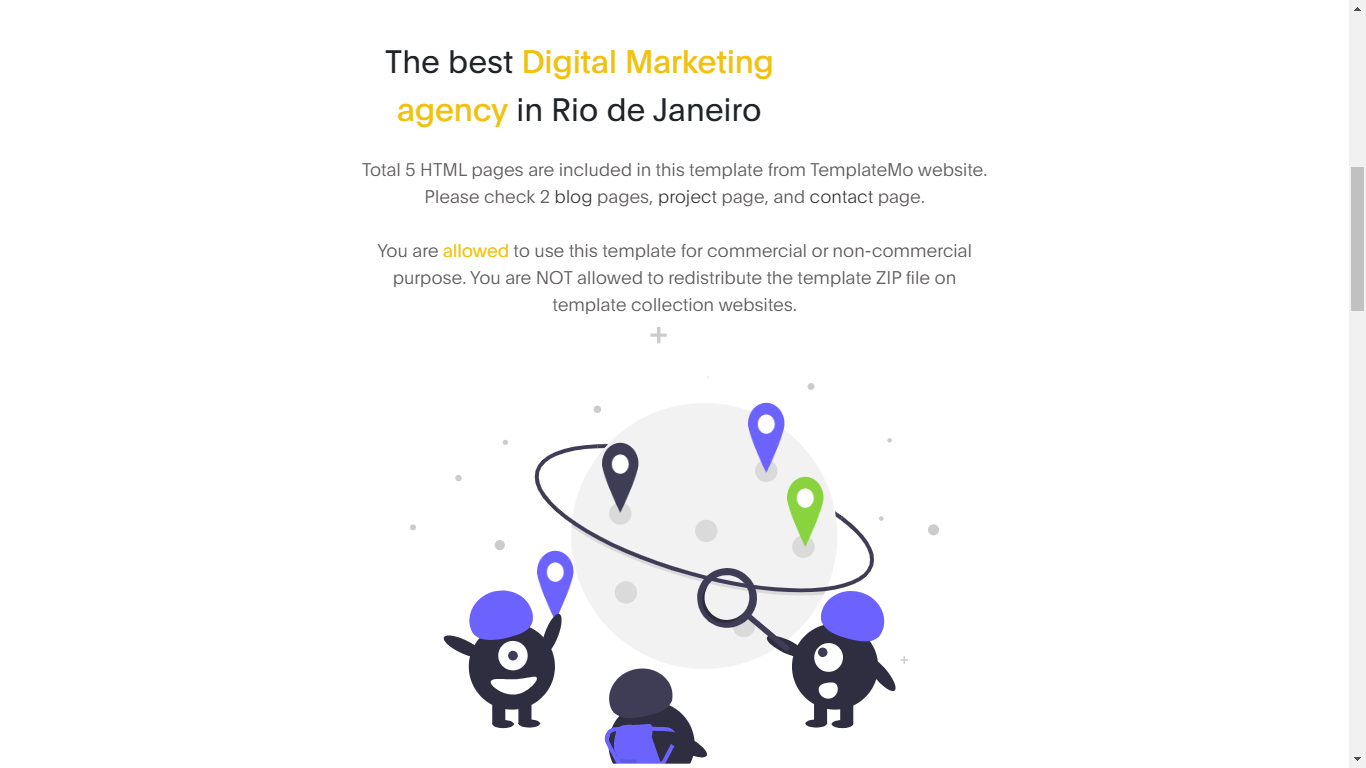 The best Digital Marketing
agency in Rio de Janeiro
Total 5 HTML pages are included in this template from TemplateMo website.
Please check 2 blog pages, project page, and contact page.
You are allowed to use this template for commercial or non-commercial
purpose. You are NOT allowed to redistribute the template ZIP file on
template collection websites.